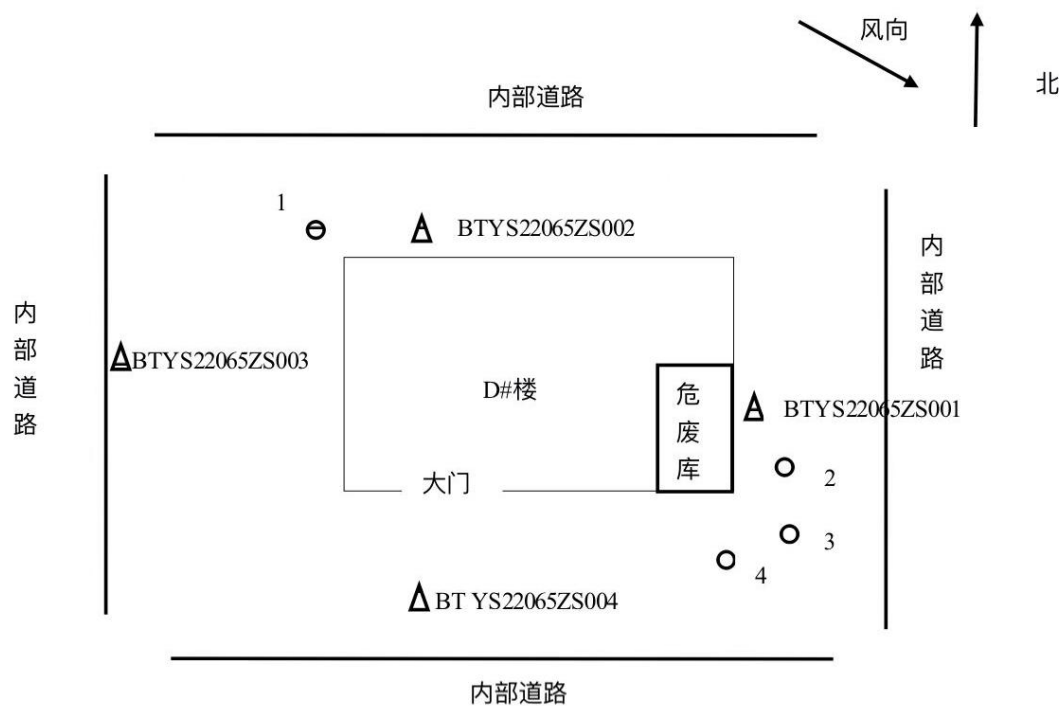 风向
北
内部道路
1
BTYS22065ZS002
内部道路
内部道路
BTYS22065ZS003
D#楼
危废库
BTYS22065ZS001
大门
2
3
4
BT YS22065ZS004
内部道路